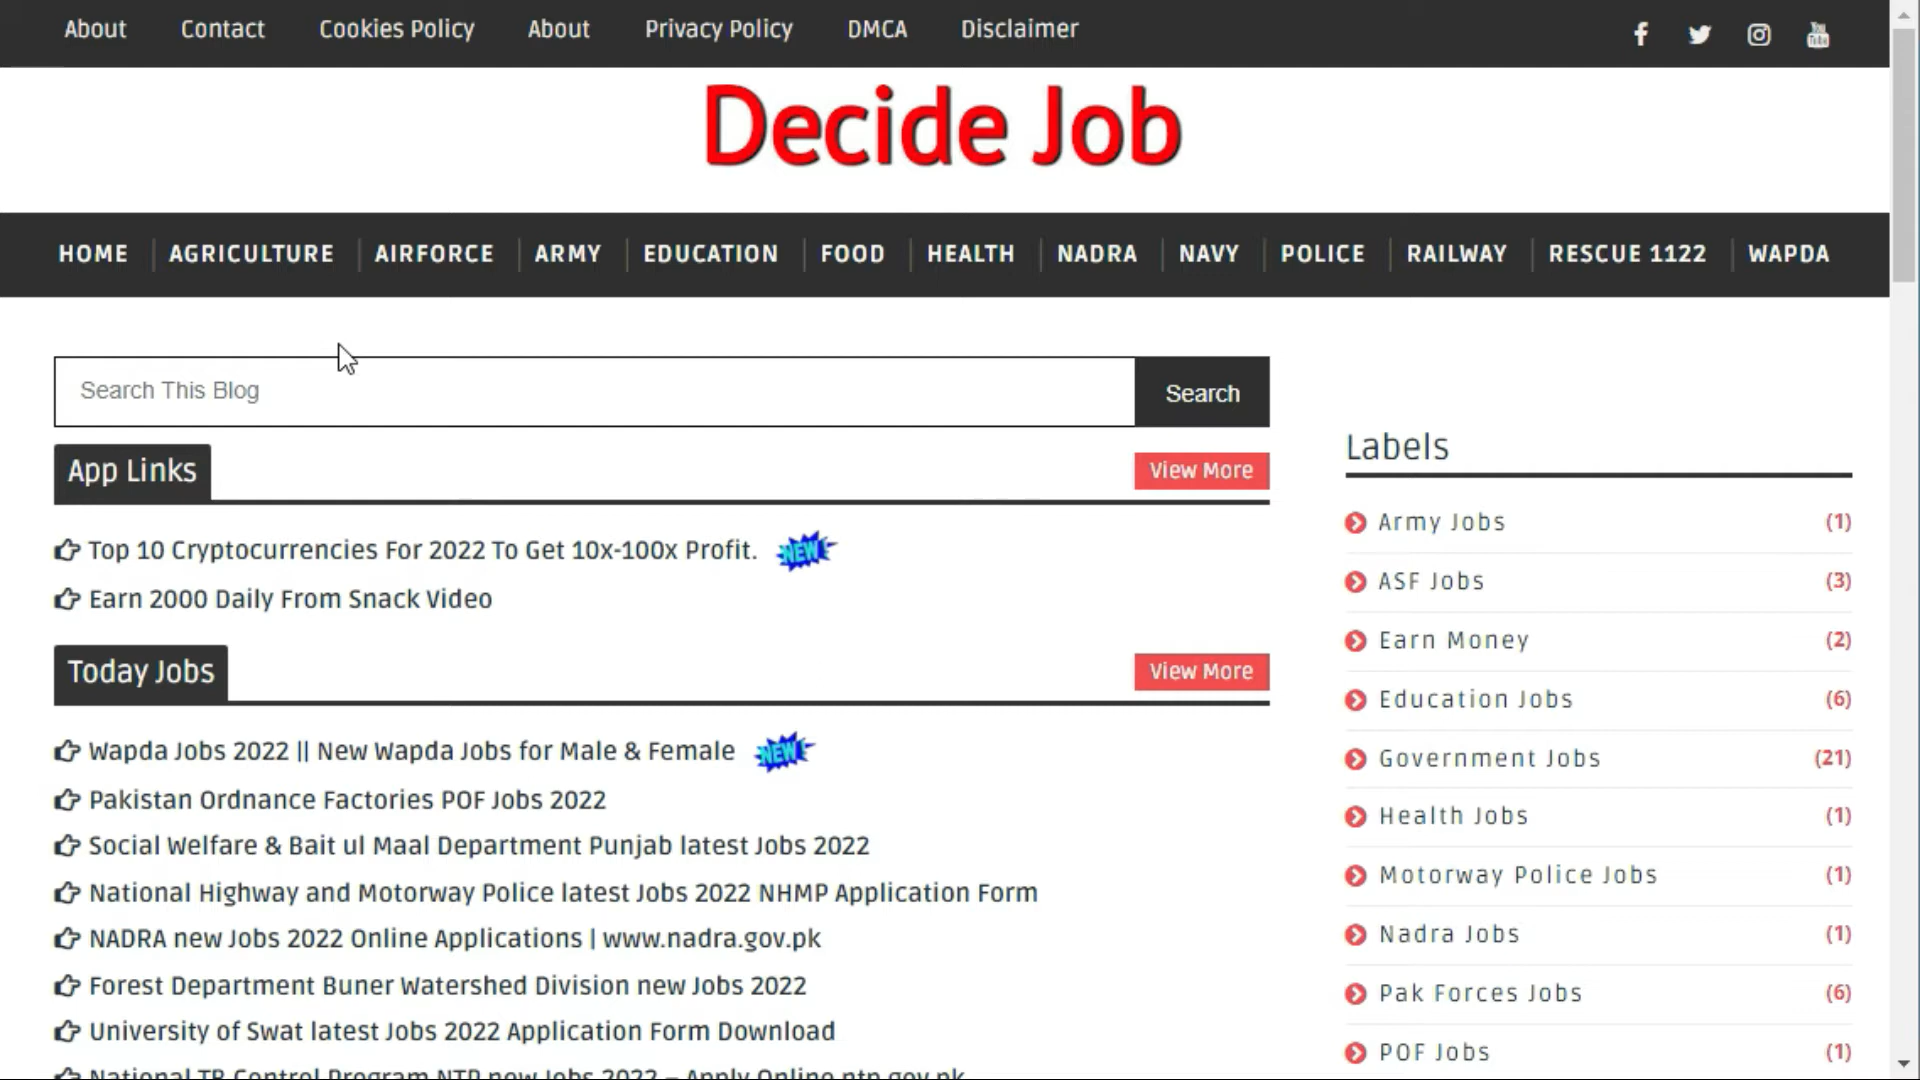 About Contact Cookies Policy About Privacy Policy DMCA Disclaimer
Decide Job
HOME AGRICULTURE AIRFORCE ARMY EDUCATION FOOD HEALTH NADRA NAVY POLICE RAILWAY RESCUE 1122 WAPDA
Search This Blog Search
App Links View More
Top 10 Cryptocurrencies For 2022 To Get 10x-100x Profit. NEW
Earn 2000 Daily From Snack Video
Today Jobs View More
Wapda Jobs 2022 || New Wapda Jobs for Male & Female NEW
Pakistan Ordnance Factories POF Jobs 2022
Social Welfare & Bait ul Maal Department Punjab latest Jobs 2022
National Highway and Motorway Police latest Jobs 2022 NHMP Application Form
NADRA new Jobs 2022 Online Applications | www.nadra.gov.pk
Forest Department Buner Watershed Division new Jobs 2022
University of Swat latest Jobs 2022 Application Form Download
National TB Control Program NTP new Jobs 2022 – Apply Online ntp.gov.pk
Labels
Army Jobs (1)
ASF Jobs (3)
Earn Money (2)
Education Jobs (6)
Government Jobs (21)
Health Jobs (1)
Motorway Police Jobs (1)
Nadra Jobs (1)
Pak Forces Jobs (6)
POF Jobs (1)